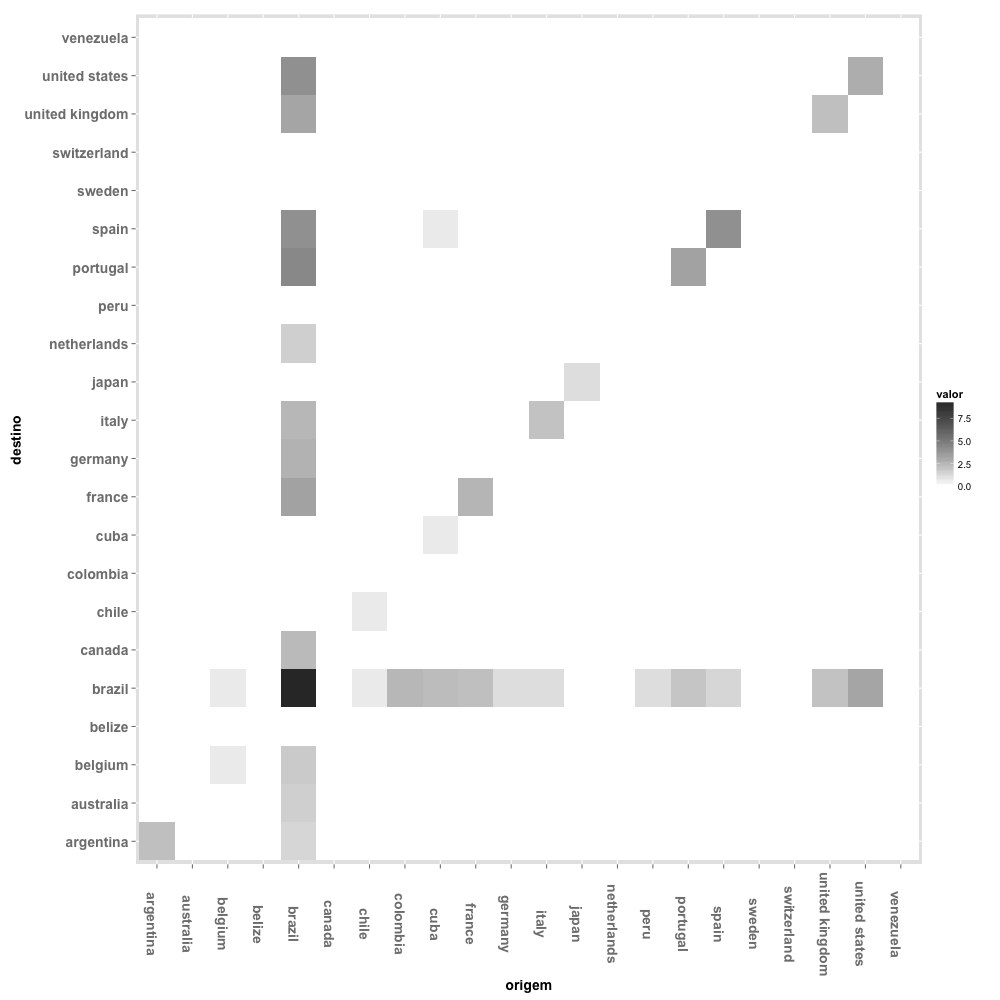 venezuela
united states
united kingdom
switzerland
sweden
spain
portugal
peru
netherlands
japan
italy
germany
france
cuba
colombia
chile
canada
brazil
belize
belgium
australia
argentina
destino
argentina
australia
belgium
belize
brazil
canada
chile
colombia
cuba
france
germany
italy
japan
netherlands
peru
portugal
spain
sweden
switzerland
united kingdom
united states
venezuela
origem
valor
7.5
5.0
2.5
0.0